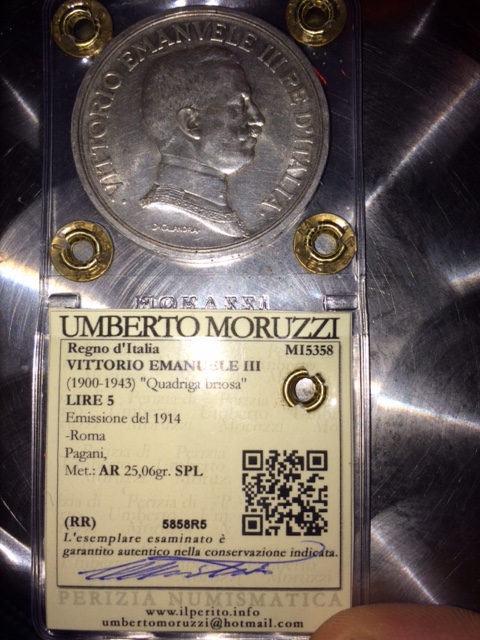 VITTORIO EMANVELE III RE D'ITALIA
UMBERTO MORUZZI
Regno d'Italia MI5358
VITTORIO EMANUELE III
(1900-1943) "Quadriga briosa"
LIRE 5
Emissione del 1914
-Roma
Pagani,
Met.: AR 25,06gr. SPL
(RR) 5858R5
L'esemplare esaminato è
garantito autentico nella conservazione indicata.
PERIZIA NUMISMATICA
www.ilperito.info
umbertomoruzzi@hotmail.com